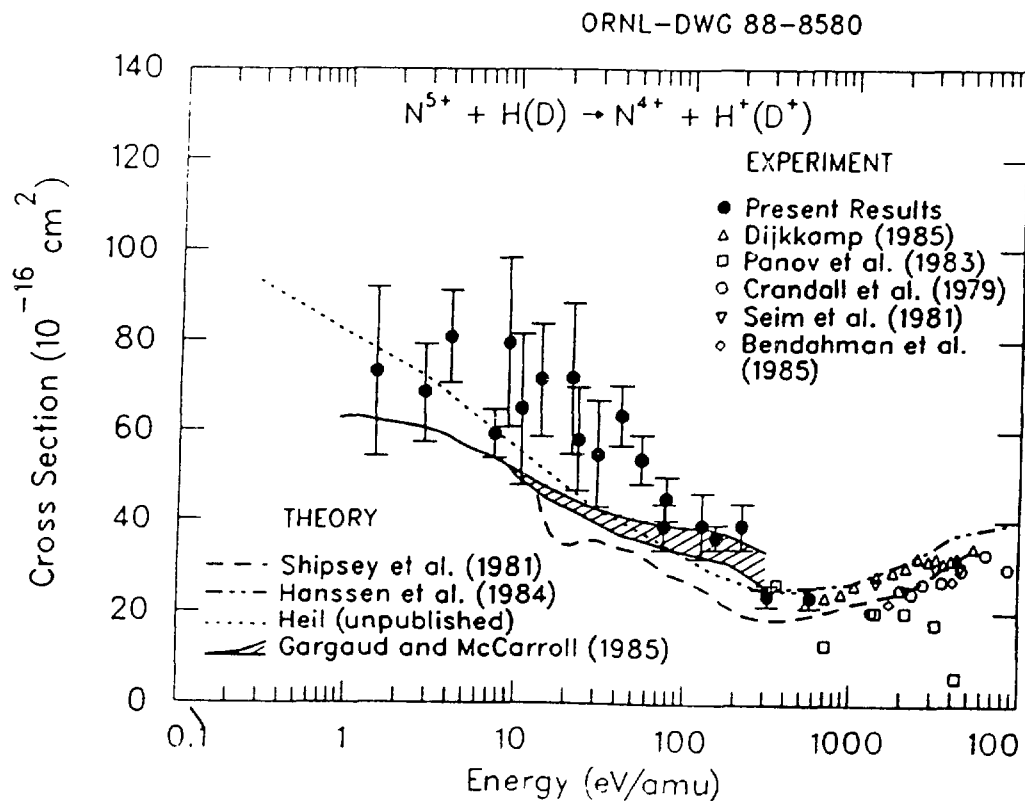 ORNL-DWG 88-8580
N⁵⁺ + H(D) → N⁴⁺ + H⁺(D⁺)
EXPERIMENT
Present Results
Dijkkamp (1985)
Panov et al. (1983)
Crandall et al. (1979)
Seim et al. (1981)
Bendahman et al.
(1985)
THEORY
Shipsey et al. (1981)
Hanssen et al. (1984)
Heil (unpublished)
Gargaud and McCarroll (1985)
Cross Section (10⁻¹⁶ cm²)
140
120
100
80
60
40
20
0
0.1 1 10 100 1000 100
Energy (eV/amu)